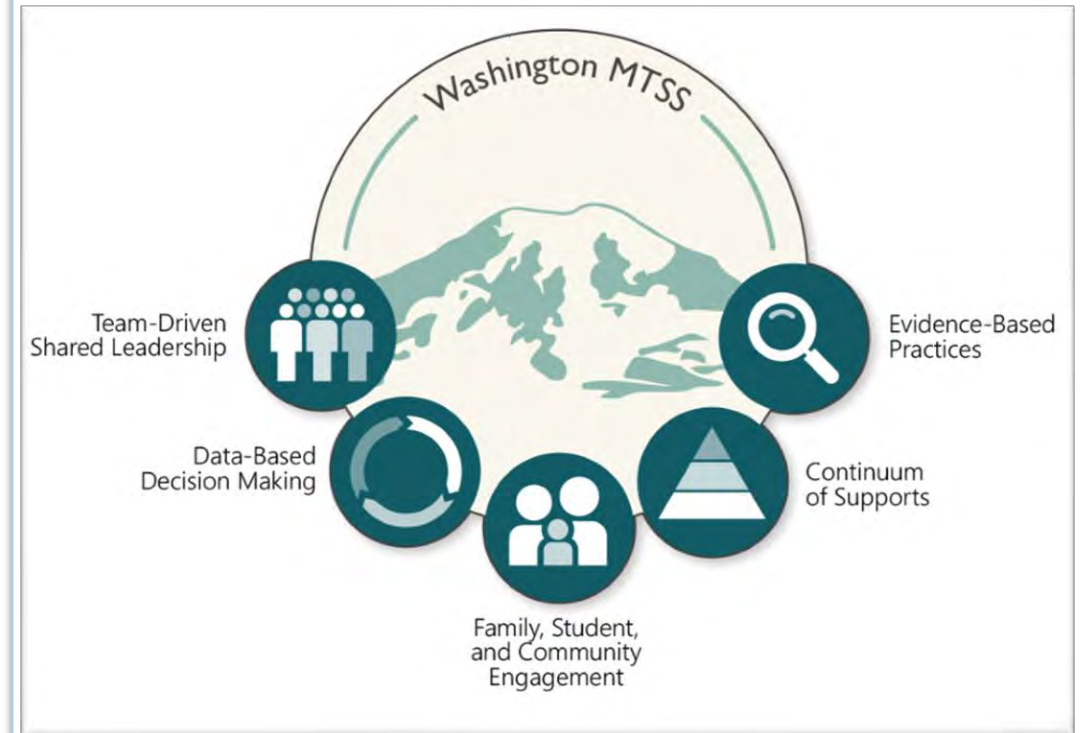 Washington MTSS
Team-Driven
Shared Leadership
Evidence-Based
Practices
Data-Based
Decision Making
Continuum
of Supports
Family, Student,
and Community
Engagement